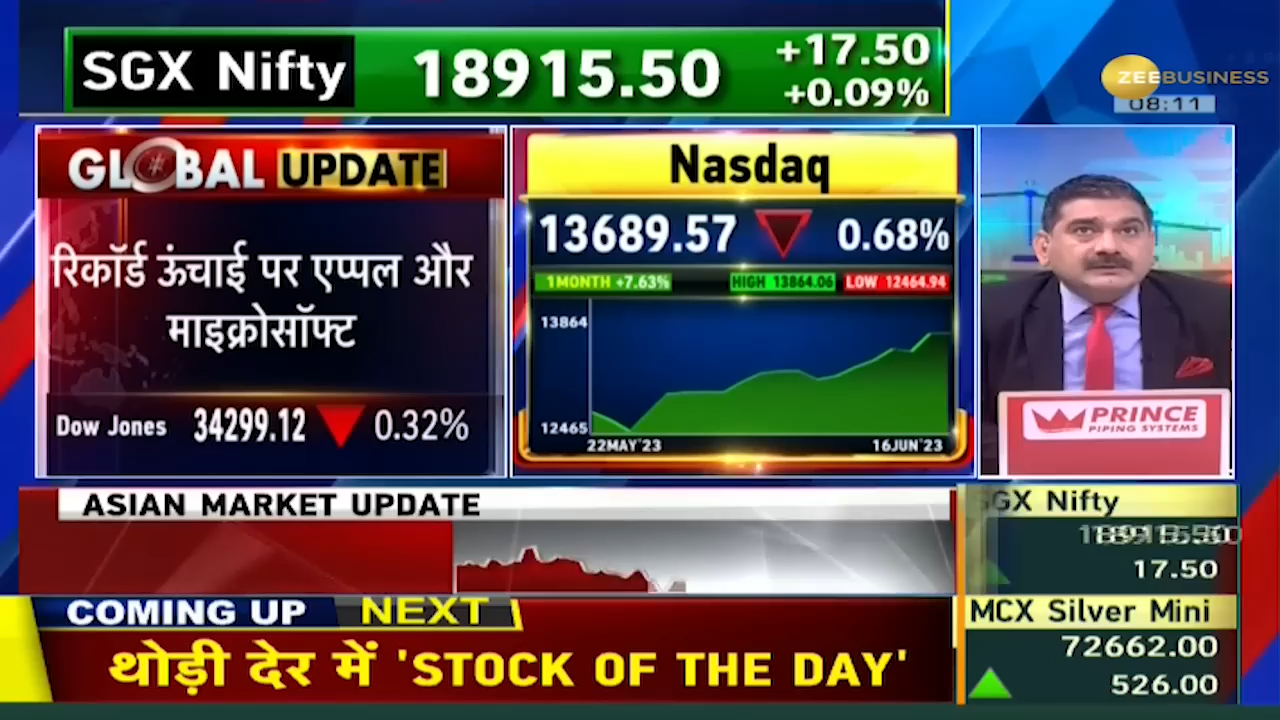 SGX Nifty
18915.50
+17.50
+0.09%
ZEEBUSINESS
08:11
GLOBAL UPDATE
रिकॉर्ड ऊंचाई पर एप्पल और
माइक्रोसॉफ्ट
Dow Jones 34299.12 0.32%
Nasdaq
13689.57 0.68%
1MONTH +7.63% HIGH 13864.06 LOW 12464.94
13864
12465
22MAY'23 16JUN'23
PRINCE
PIPING SYSTEMS
ASIAN MARKET UPDATE
SGX Nifty
17.50
COMING UP NEXT
थोड़ी देर में 'STOCK OF THE DAY'
MCX Silver Mini
72662.00
526.00